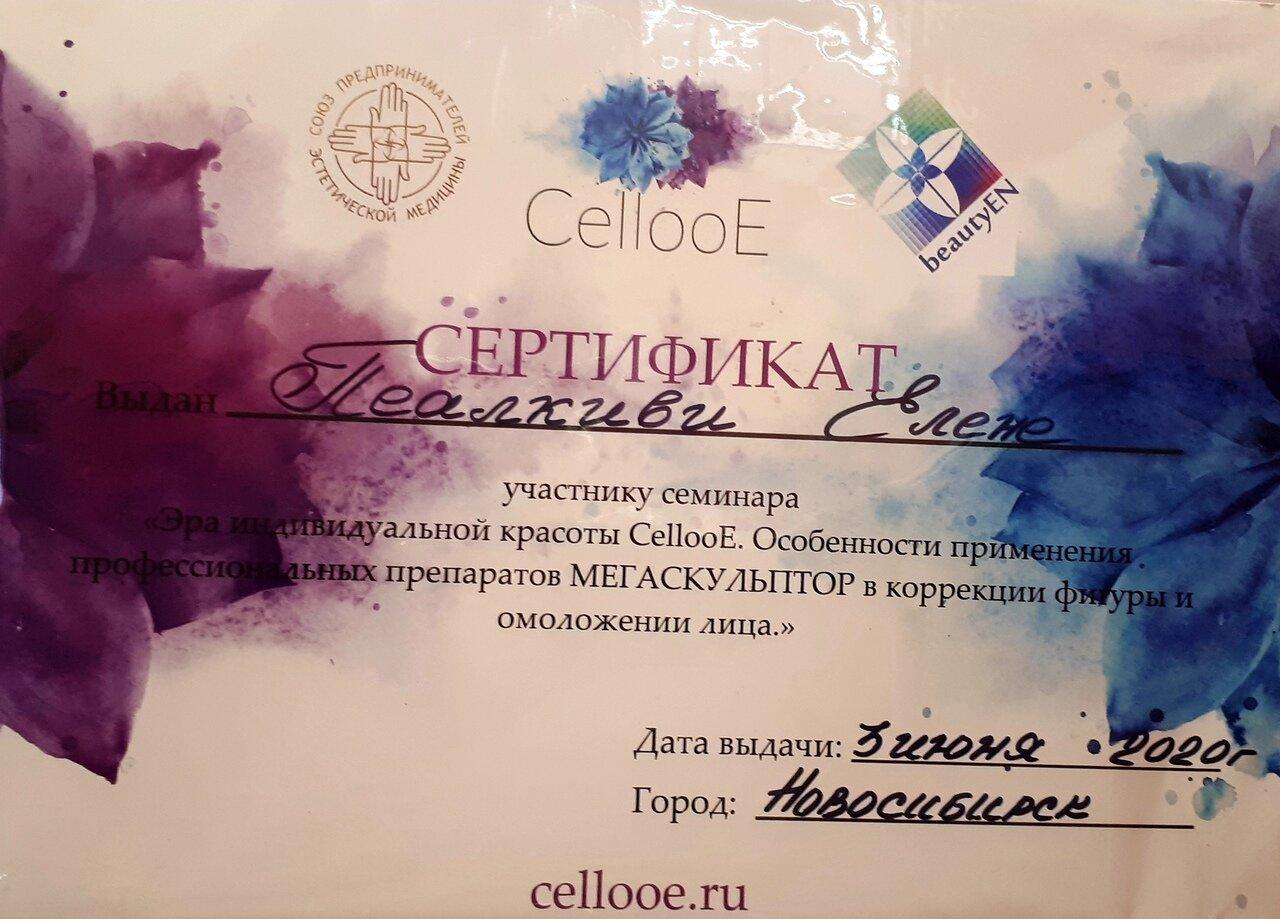 СОЮЗ ПРЕДПРИНИМАТЕЛЕЙ
ЭСТЕТИЧЕСКОЙ МЕДИЦИНЫ
CellooE
beautyEN
СЕРТИФИКАТ
Выдан Пеалкиви Елене
участнику семинара
«Эра индивидуальной красоты CellooE. Особенности применения
профессиональных препаратов МЕГАСКУЛЬПТОР в коррекции фигуры и
омоложении лица.»
Дата выдачи: 3 июня 2020г
Город: Новосибирск
cellooe.ru